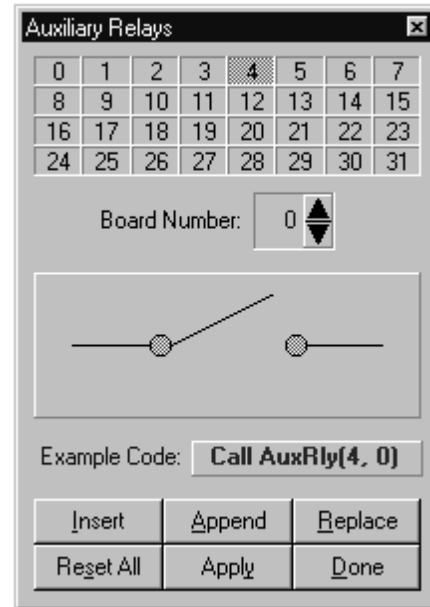 Auxiliary Relays
0 1 2 3 4 5 6 7
8 9 10 11 12 13 14 15
16 17 18 19 20 21 22 23
24 25 26 27 28 29 30 31
Board Number: 0
Example Code: Call AuxRly(4, 0)
Insert Append Replace
Reset All Apply Done